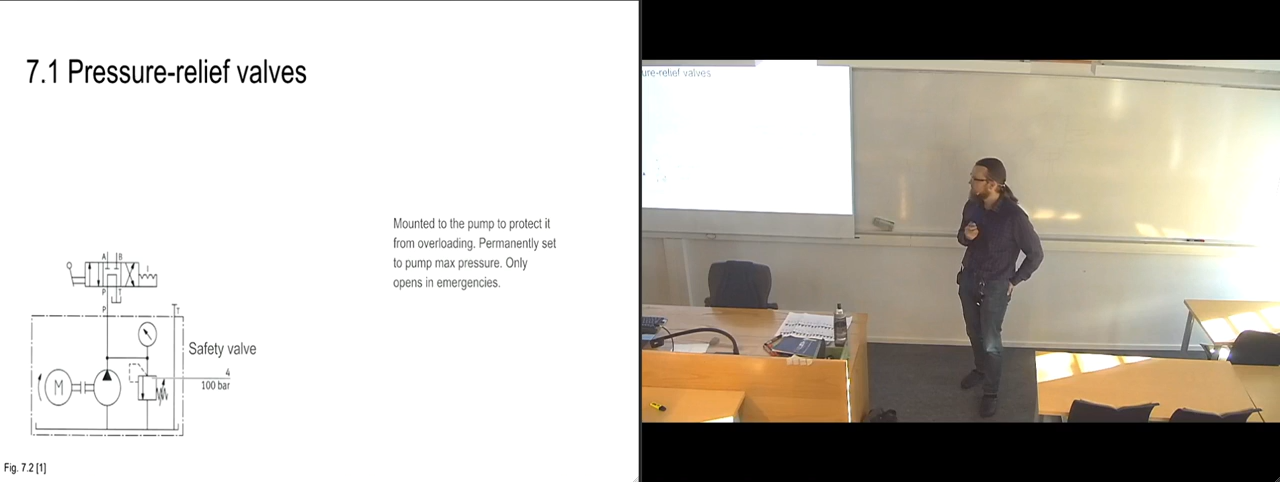 7.1 Pressure-relief valves
Mounted to the pump to protect it
from overloading. Permanently set
to pump max pressure. Only
opens in emergencies.
A B
P T
P
T
M
Safety valve
4
100 bar
Fig. 7.2 [1]
ure-relief valves